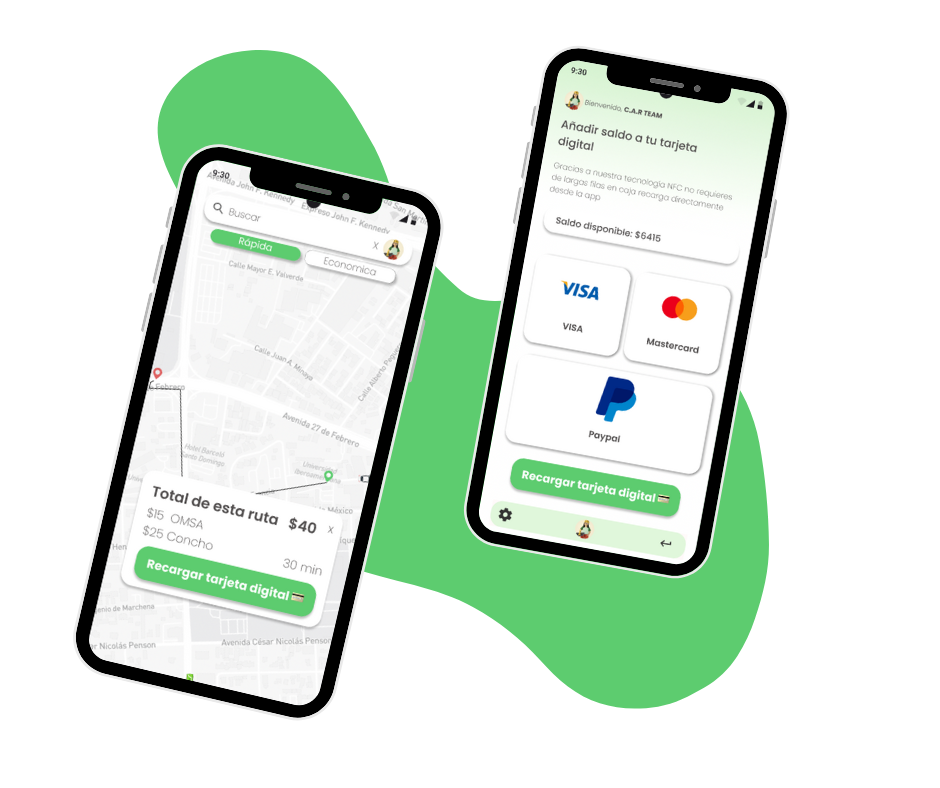 9:30
Avenida John F. Kennedy
Expreso John F. Kennedy
Buscar
X
Rápida
Economica
Calle Mayor E. Valverde
Calle Juan A. Minaya
Calle Alberto
Febrero
Avenida 27 de Febrero
Hotel Barceló
Santo Domingo
México
Total de esta ruta $40 x
$15 OMSA
$25 Concho
30 min
Recargar tarjeta digital
de Marchena
Nicolás Penson
Avenida César Nicolás Penson
9:30
Bienvenido, C.A.R TEAM
Añadir saldo a tu tarjeta
digital
Gracias a nuestra tecnología NFC no requieres
de largas filas en caja recarga directamente
desde la app
Saldo disponible: $6415
VISA
VISA
Mastercard
Paypal
Recargar tarjeta digital